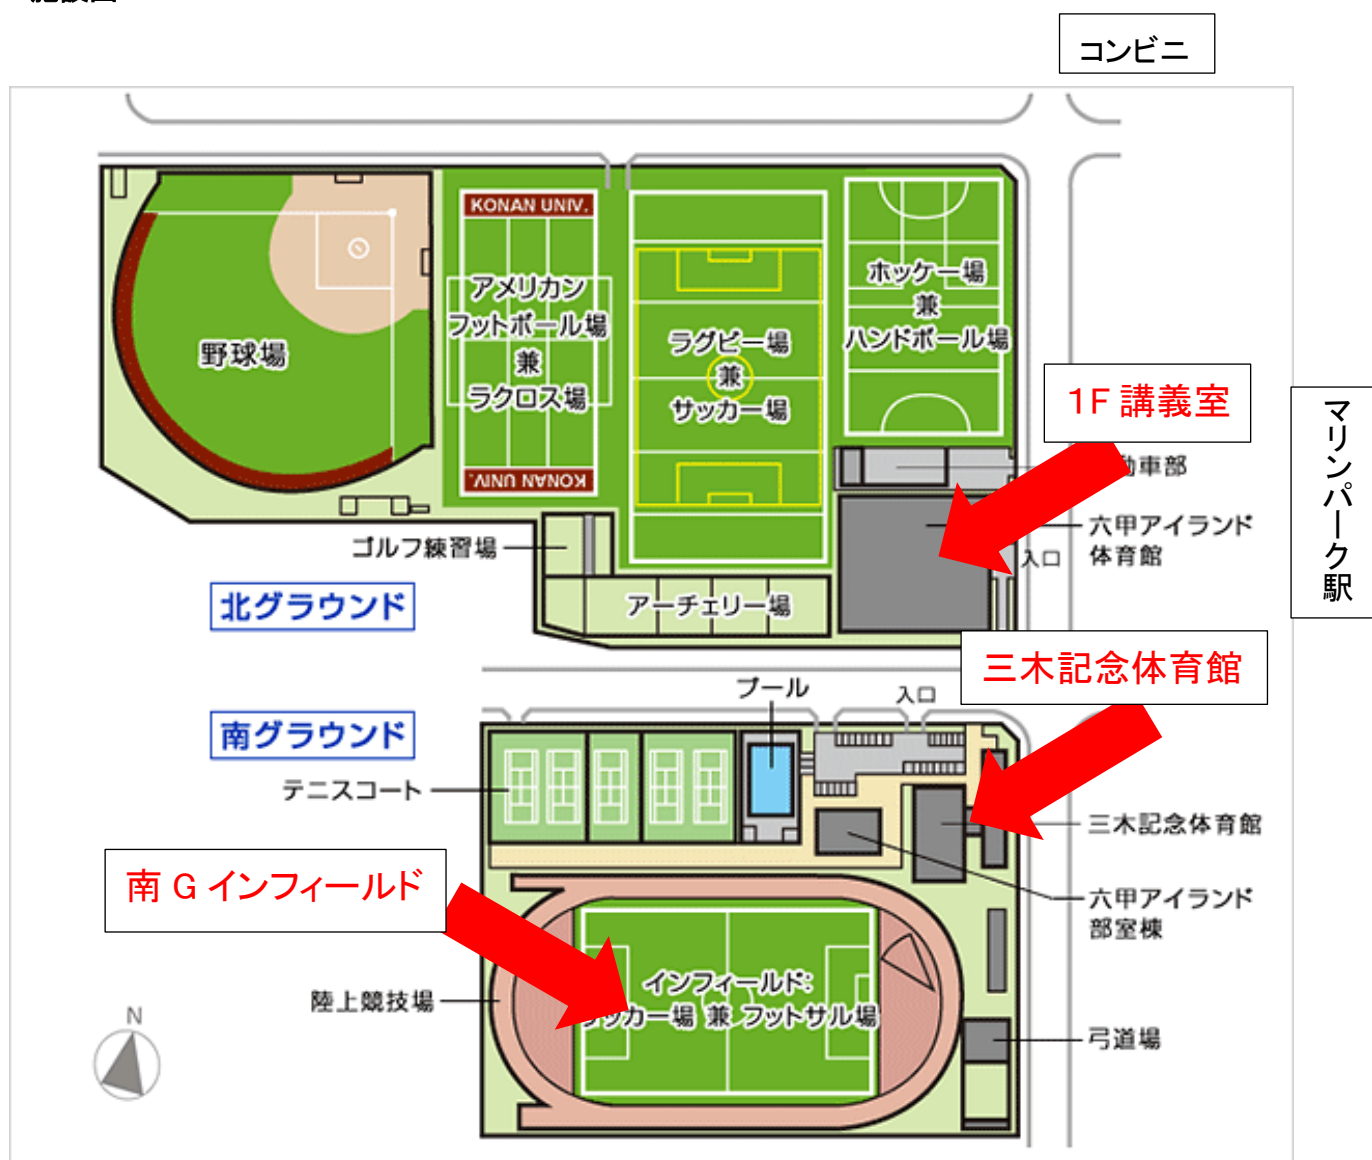 コンビニ
KONAN UNIV.
アメリカン
フットボール場
兼
ラクロス場
KONAN UNIV.
野球場
ラグビー場
兼
サッカー場
ホッケー場
兼
ハンドボール場
1F 講義室
動車部
六甲アイランド
体育館
入口
マリンパーク駅
ゴルフ練習場
アーチェリー場
北グラウンド
三木記念体育館
プール
入口
南グラウンド
テニスコート
三木記念体育館
南 G インフィールド
六甲アイランド
部室棟
インフィールド:
ッカー場 兼 フットサル場
陸上競技場
弓道場
N